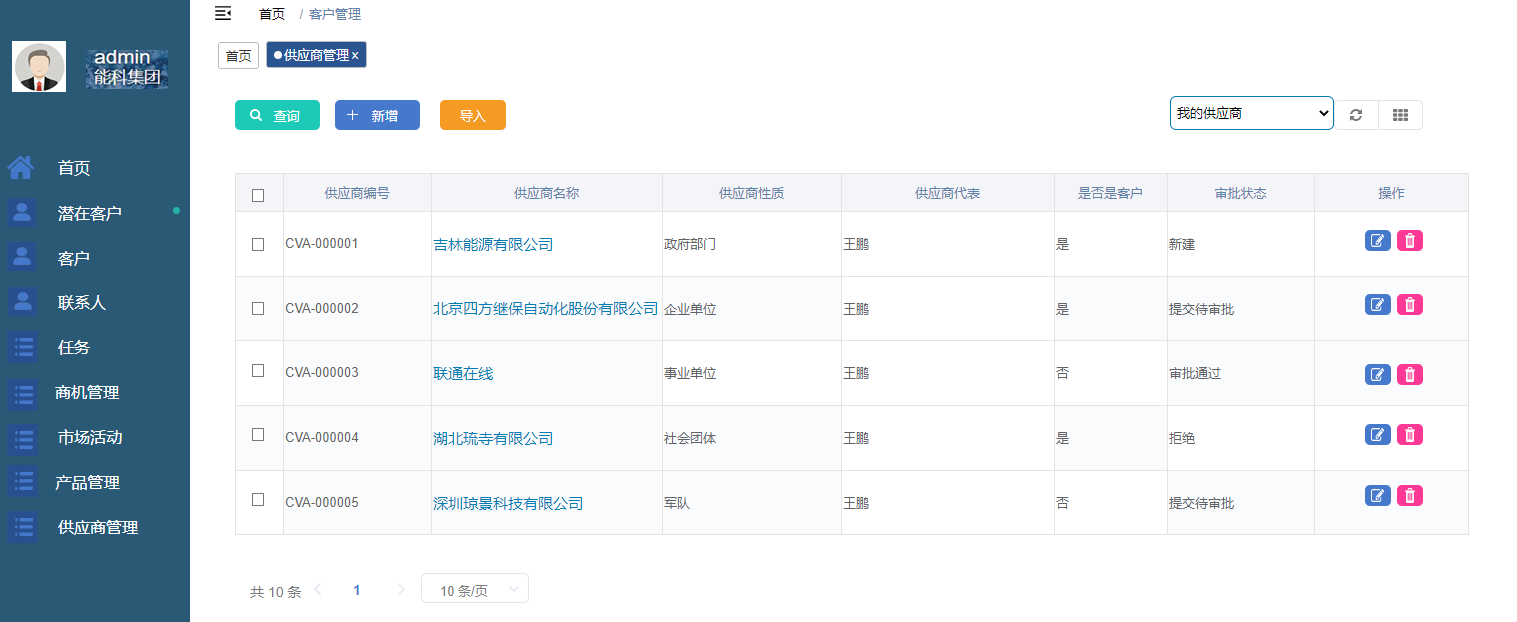 首页 / 客户管理
admin
能科集团
首页 供应商管理 x
查询 新增 导入 我的供应商
首页
潜在客户
客户
联系人
任务
商机管理
市场活动
产品管理
供应商管理
供应商编号 供应商名称 供应商性质 供应商代表 是否是客户 审批状态 操作
CVA-000001 吉林能源有限公司 政府部门 王鹏 是 新建
CVA-000002 北京四方继保自动化股份有限公司 企业单位 王鹏 是 提交待审批
CVA-000003 联通在线 事业单位 王鹏 否 审批通过
CVA-000004 湖北琉寺有限公司 社会团体 王鹏 是 拒绝
CVA-000005 深圳琼景科技有限公司 军队 王鹏 否 提交待审批
共 10 条 1 10 条/页